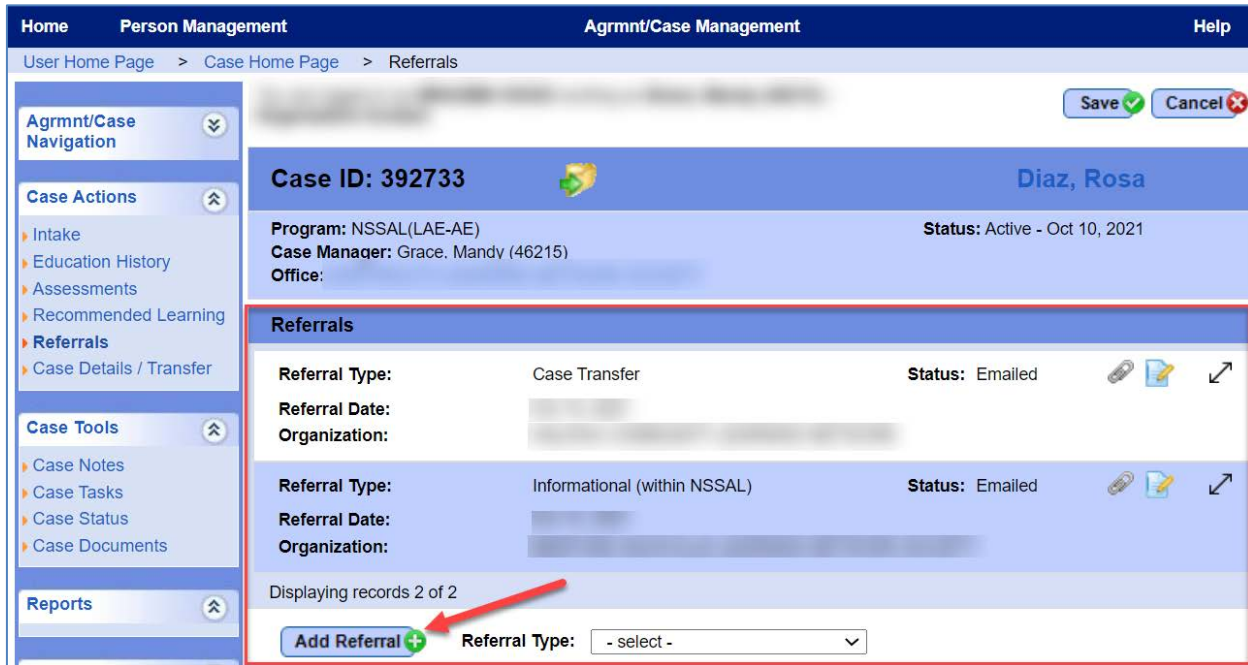 Home Person Management Agrmnt/Case Management Help
User Home Page > Case Home Page > Referrals
Save Cancel
Agrmnt/Case
Navigation
Case Actions
Intake
Education History
Assessments
Recommended Learning
Referrals
Case Details / Transfer
Case Tools
Case Notes
Case Tasks
Case Status
Case Documents
Reports
Case ID: 392733 Diaz, Rosa
Program: NSSAL(LAE-AE) Status: Active - Oct 10, 2021
Case Manager: Grace, Mandy (46215)
Office:
Referrals
Referral Type: Case Transfer Status: Emailed
Referral Date:
Organization:
Referral Type: Informational (within NSSAL) Status: Emailed
Referral Date:
Organization:
Displaying records 2 of 2
Add Referral Referral Type: - select -